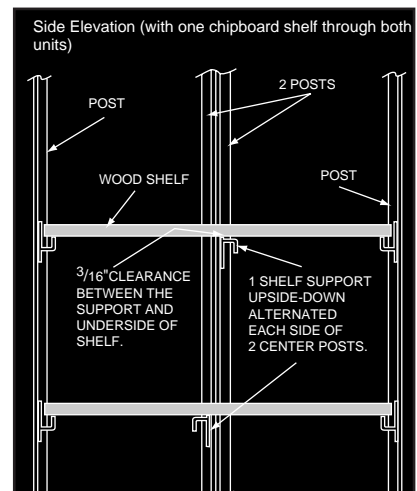 Side Elevation (with one chipboard shelf through both
units)
POST
2 POSTS
WOOD SHELF
POST
3/16"CLEARANCE
BETWEEN THE
SUPPORT AND
UNDERSIDE OF
SHELF.
1 SHELF SUPPORT
UPSIDE-DOWN
ALTERNATED
EACH SIDE OF
2 CENTER POSTS.